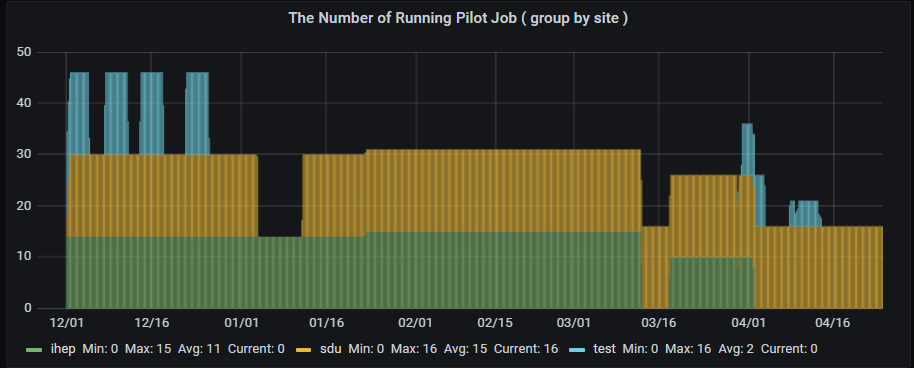 The Number of Running Pilot Job ( group by site )
50
40
30
20
10
0
12/01 12/16 01/01 01/16 02/01 02/15 03/01 03/16 04/01 04/16
ihep Min: 0 Max: 15 Avg: 11 Current: 0 sdu Min: 0 Max: 16 Avg: 15 Current: 16 test Min: 0 Max: 16 Avg: 2 Current: 0